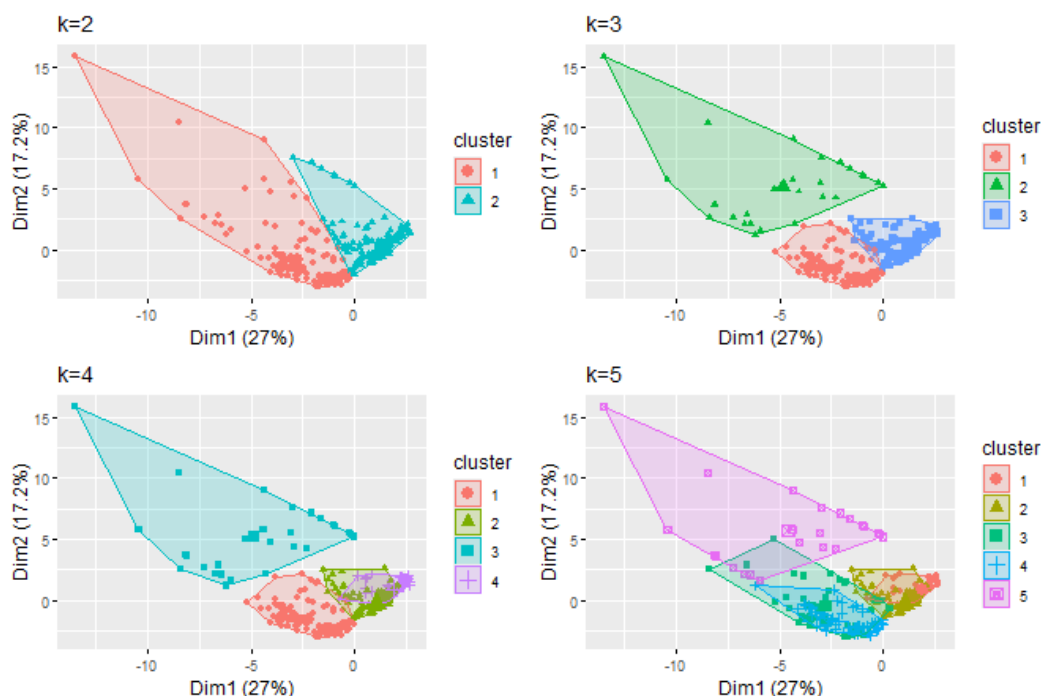 k=2
15
10
5
0
-10
-5
0
Dim2 (17.2%)
Dim1 (27%)
cluster
1
2
k=3
15
10
5
0
-10
-5
0
Dim2 (17.2%)
Dim1 (27%)
cluster
1
2
3
k=4
15
10
5
0
-10
-5
0
Dim2 (17.2%)
Dim1 (27%)
cluster
1
2
3
4
k=5
15
10
5
0
-10
-5
0
Dim2 (17.2%)
Dim1 (27%)
cluster
1
2
3
4
5